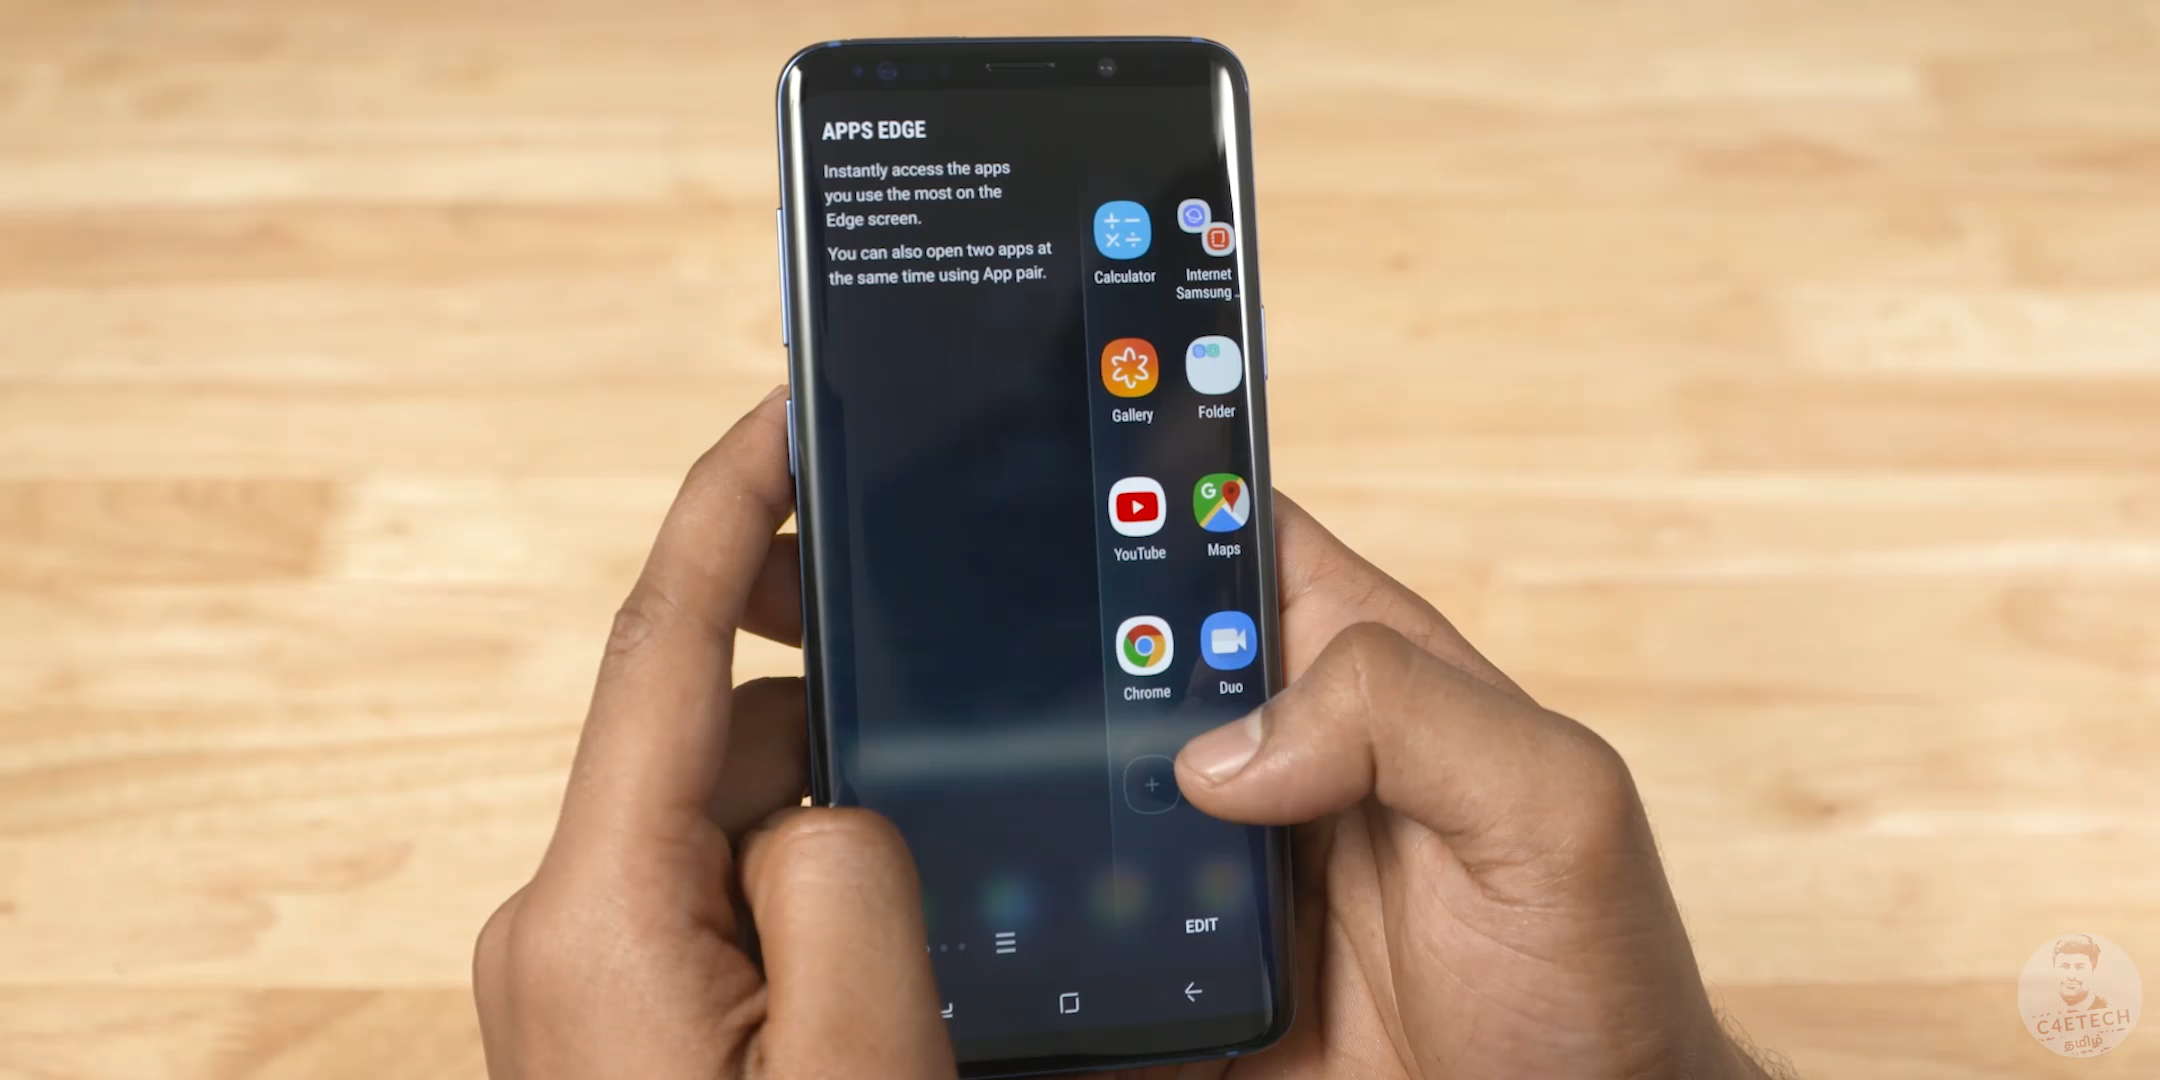 APPS EDGE
Instantly access the apps
you use the most on the
Edge screen.
You can also open two apps at
the same time using App pair.
Calculator
Internet
Samsung ..
Gallery
Folder
G
YouTube
Maps
Chrome
Duo
EDIT
C4ETECH
தமிழ்